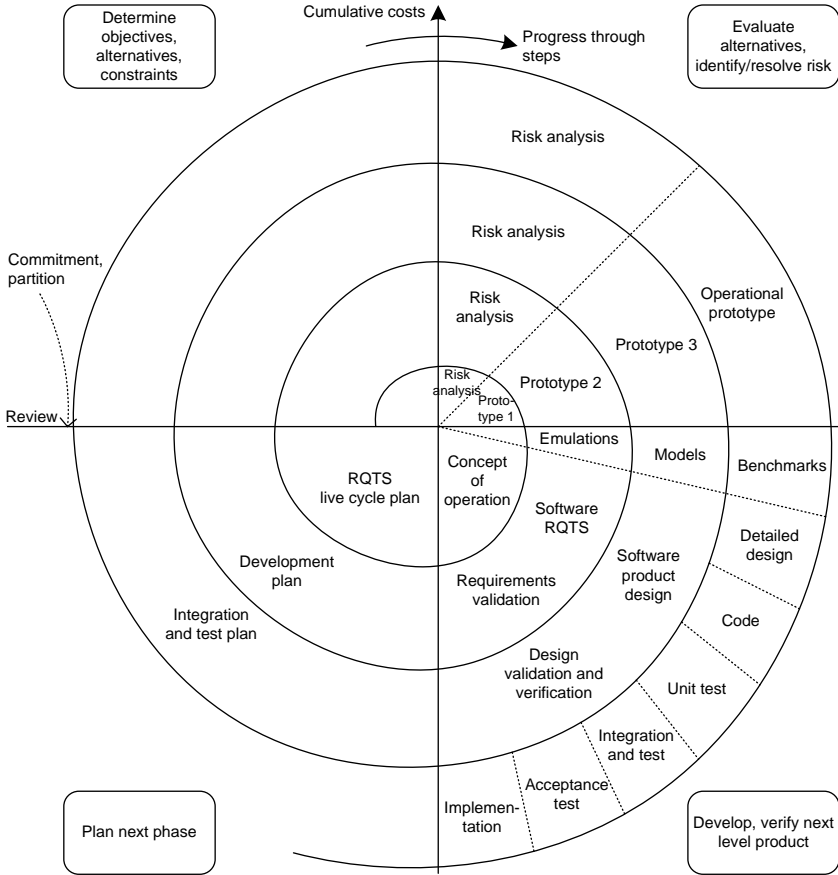 Cumulative costs
Determine
objectives,
alternatives,
constraints
Progress through
steps
Evaluate
alternatives,
identify/resolve risk
Risk analysis
Risk analysis
Commitment,
partition
Risk
analysis
Operational
prototype
Prototype 3
Risk
analysis
Prototype 2
Proto-
type 1
Review
Emulations
Models
Benchmarks
RQTS
live cycle plan
Concept
of
operation
Software
RQTS
Detailed
design
Development
plan
Requirements
validation
Software
product
design
Integration
and test plan
Code
Design
validation and
verification
Unit test
Integration
and test
Acceptance
test
Implemen-
tation
Plan next phase
Develop, verify next
level product